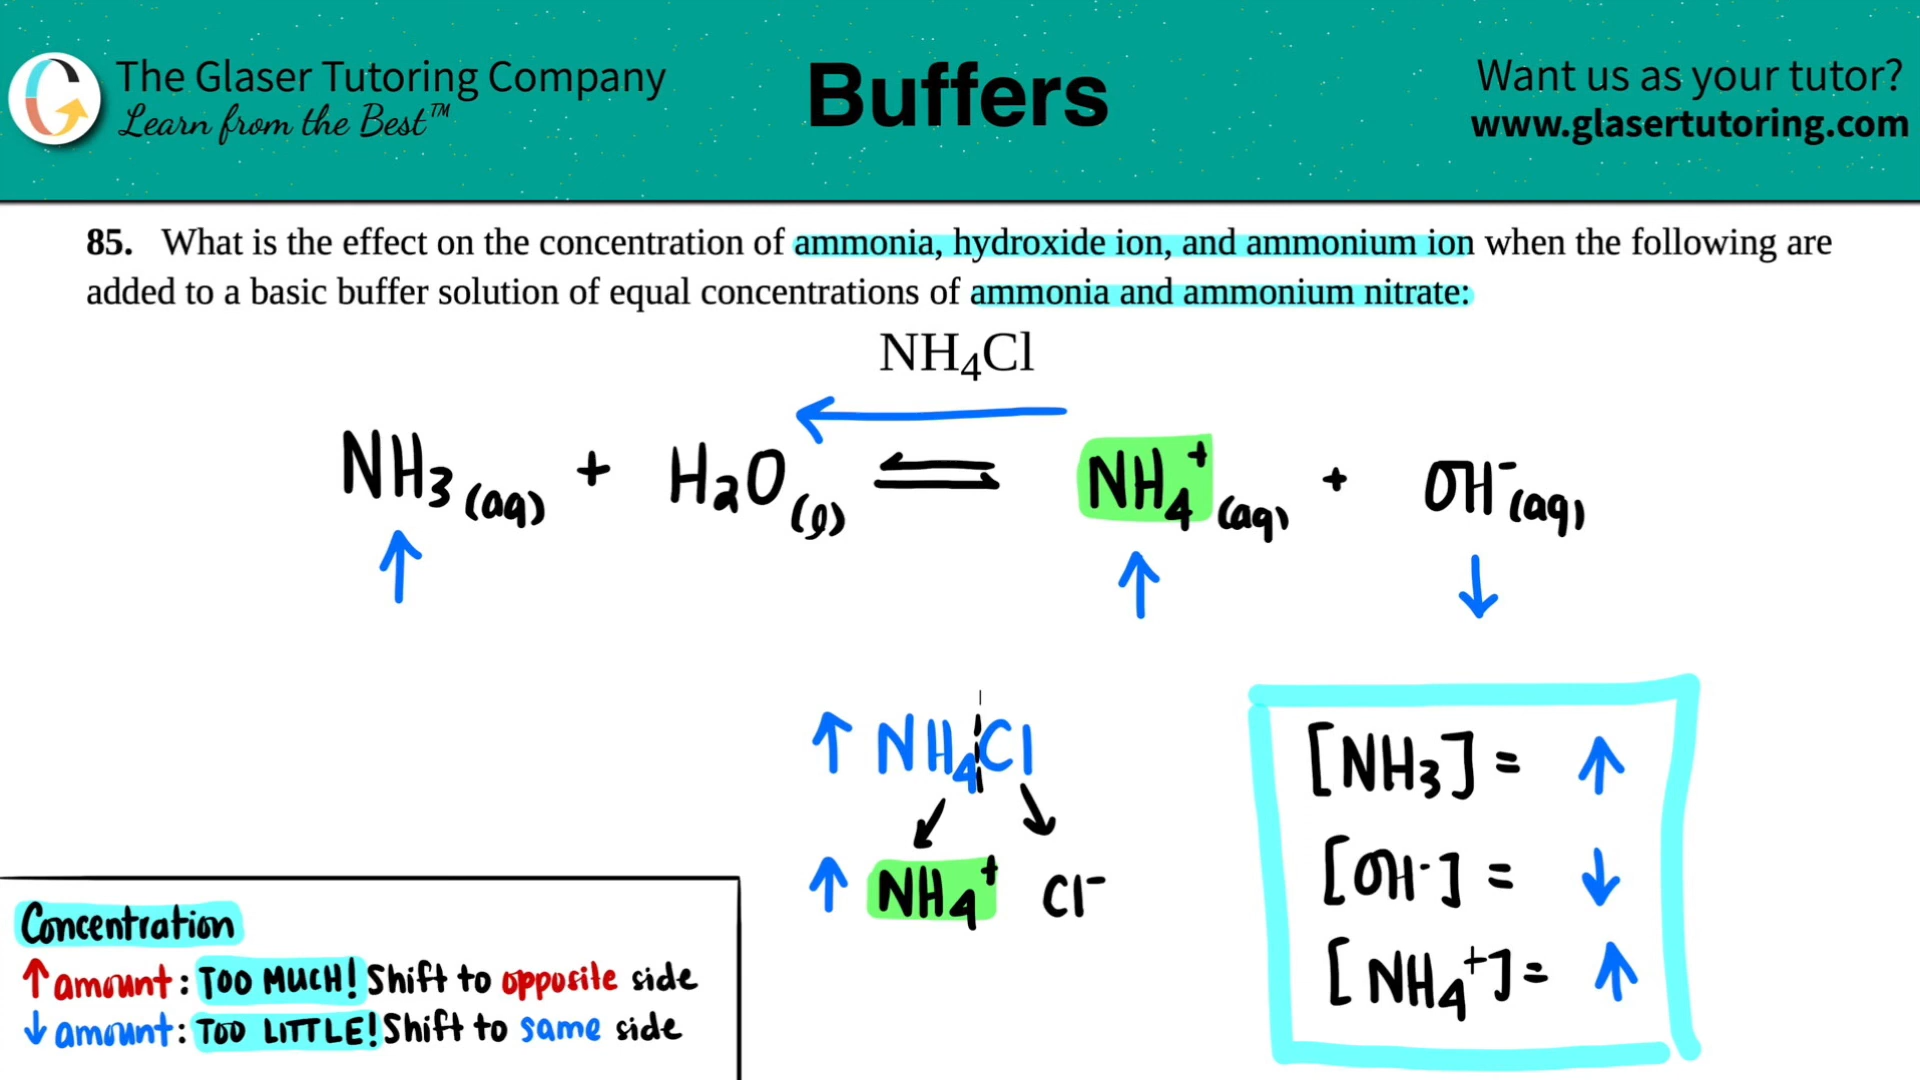 The Glaser Tutoring Company
Learn from the Best™
Buffers
Want us as your tutor?
www.glasertutoring.com
85. What is the effect on the concentration of ammonia, hydroxide ion, and ammonium ion when the following are
added to a basic buffer solution of equal concentrations of ammonia and ammonium nitrate:
NH₄Cl
←
NH₃(aq) + H₂O(l) ⇌ NH₄⁺(aq) + OH⁻(aq)
↑ ↑ ↓
↑ NH₄Cl
↑ NH₄⁺ Cl⁻
[NH₃] = ↑
[OH⁻] = ↓
[NH₄⁺] = ↑
Concentration
↑ amount: TOO MUCH! Shift to opposite side
↓ amount: TOO LITTLE! Shift to same side